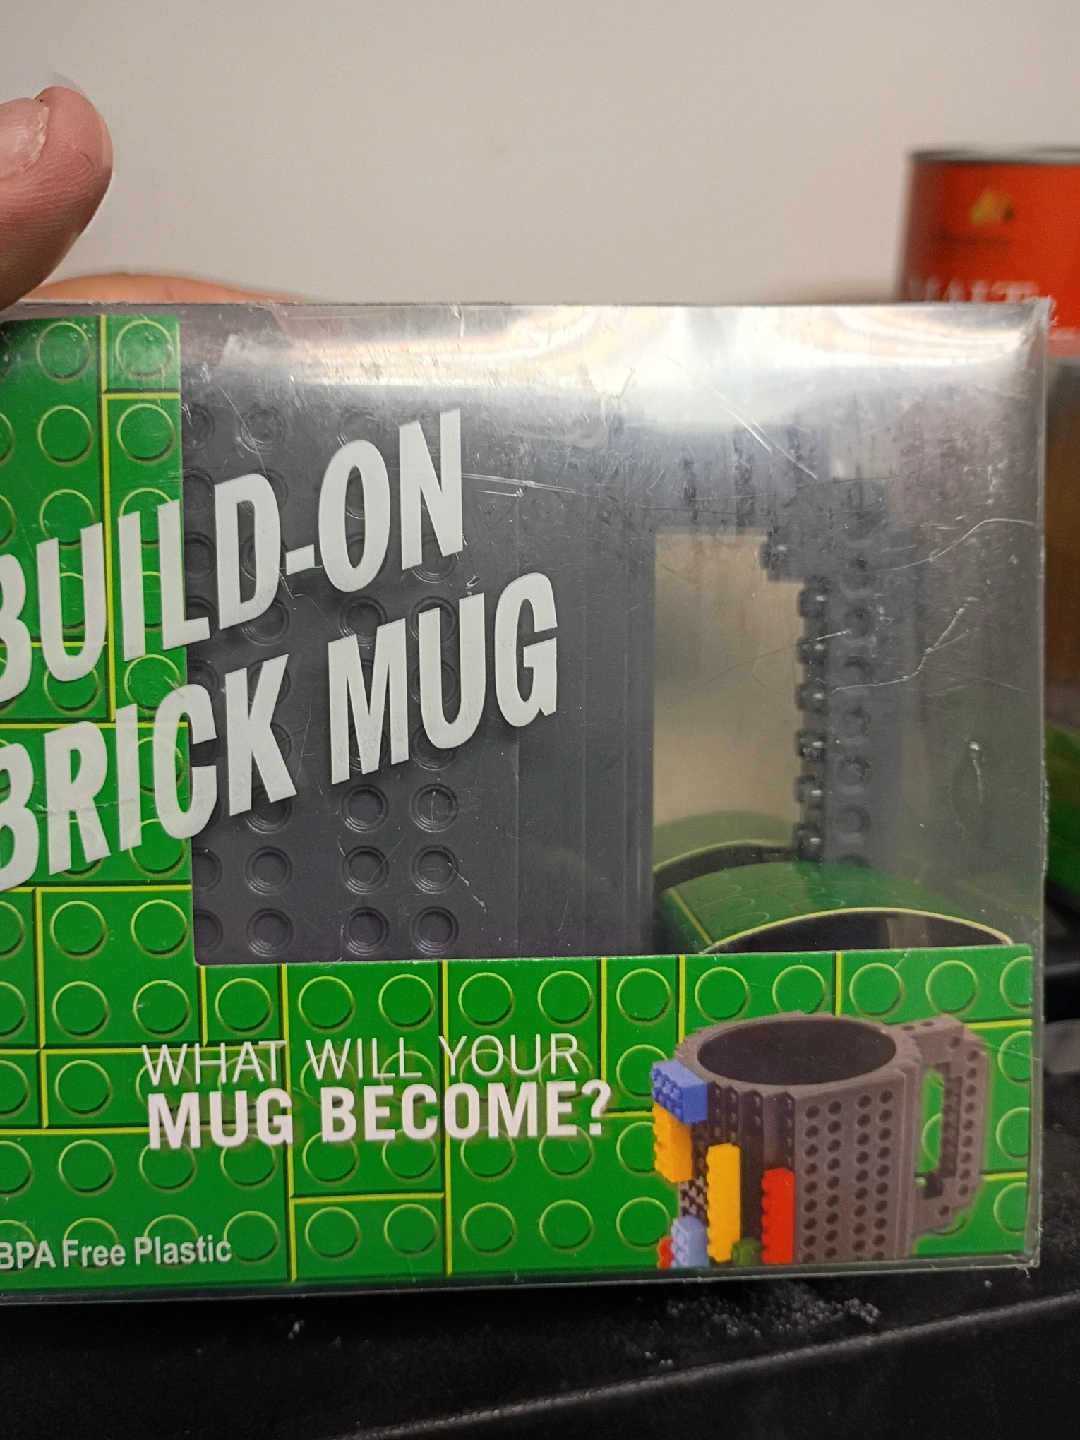 BUILD-ON
BRICK MUG
WHAT WILL YOUR
MUG BECOME?
BPA Free Plastic